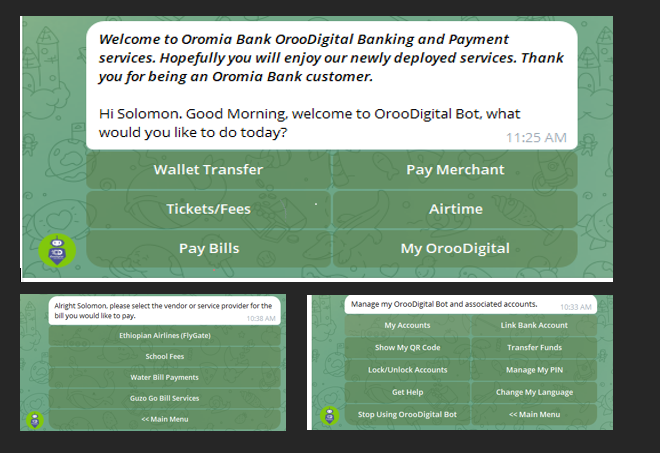 Welcome to Oromia Bank OrooDigital Banking and Payment
services. Hopefully you will enjoy our newly deployed services. Thank
you for being an Oromia Bank customer.
Hi Solomon. Good Morning, welcome to OrooDigital Bot, what
would you like to do today?
11:25 AM
Wallet Transfer
Pay Merchant
Tickets/Fees
Airtime
Pay Bills
My OrooDigital
Alright Solomon, please select the vendor or service provider for the
bill you would like to pay.
10:38 AM
Ethiopian Airlines (FlyGate)
School Fees
Water Bill Payments
Guzo Go Bill Services
<< Main Menu
Manage my OrooDigital Bot and associated accounts.
10:33 AM
My Accounts
Link Bank Account
Show My QR Code
Transfer Funds
Lock/Unlock Accounts
Manage My PIN
Get Help
Change My Language
Stop Using OrooDigital Bot
<< Main Menu